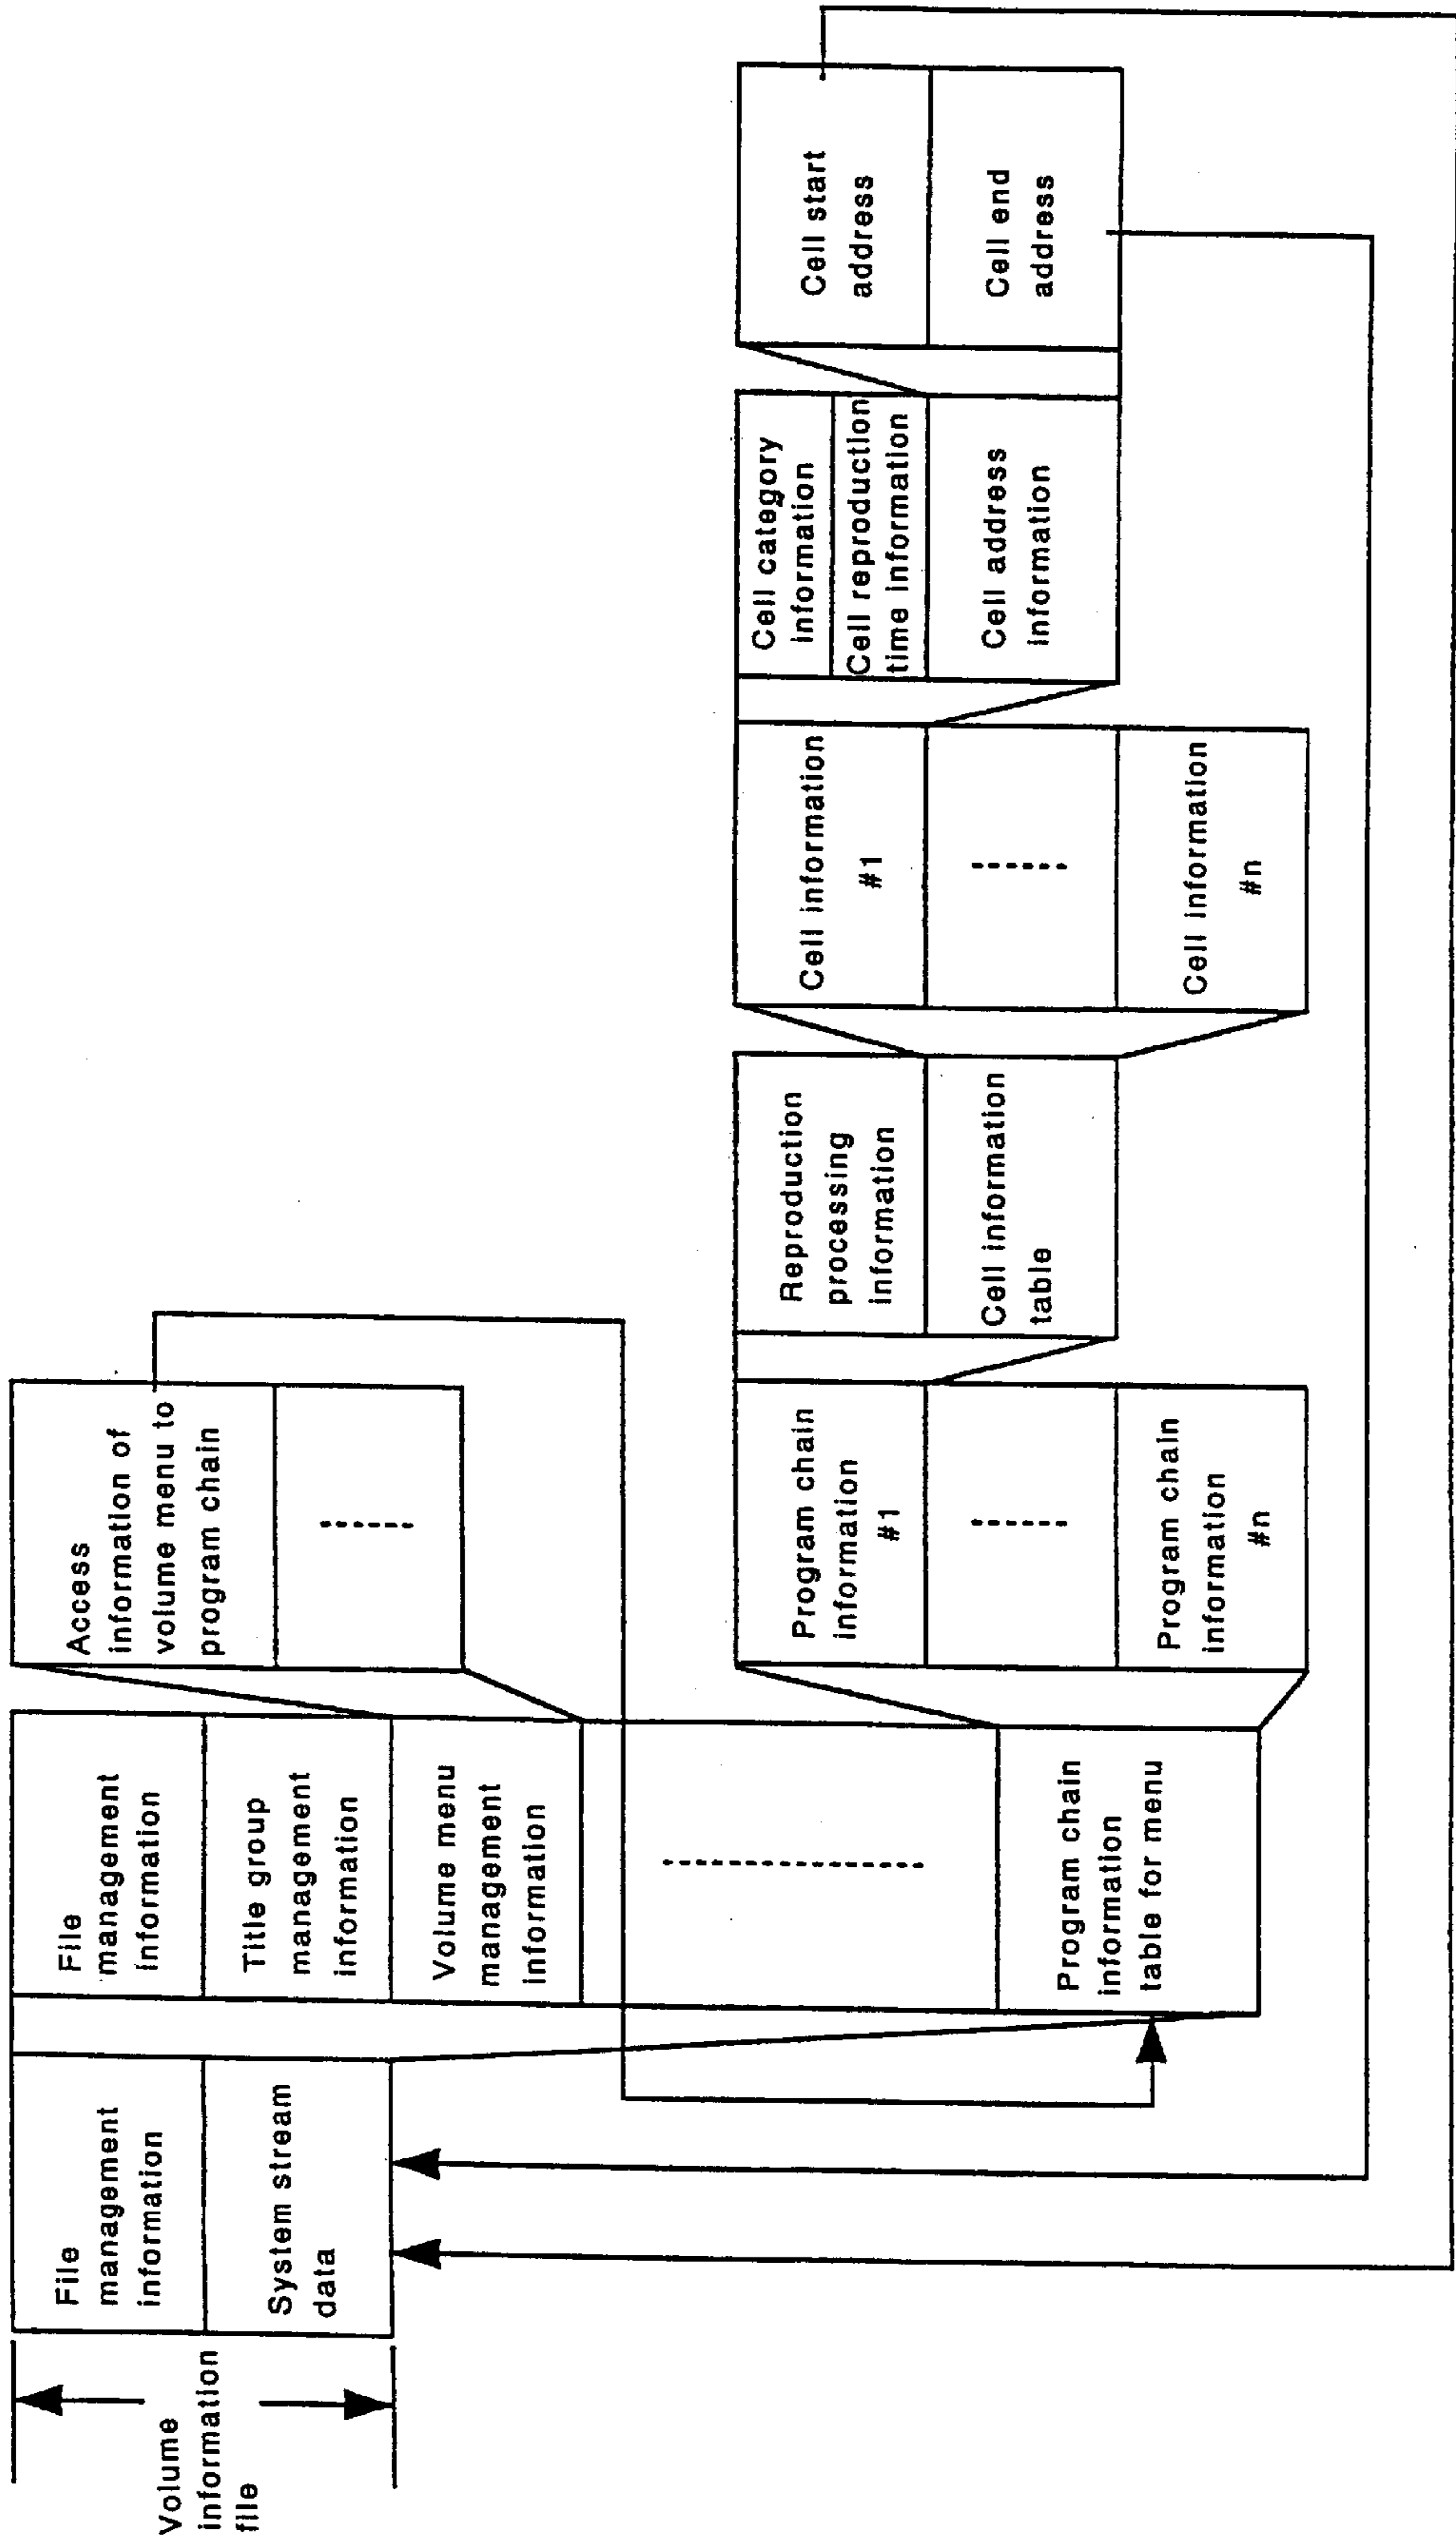 Volume
information
file
File
management
information
System stream
data
File
management
information
Title group
management
information
Volume menu
management
information
Program chain
information
table for menu
Access
information of
volume menu to
program chain
Program chain
information
#1
Program chain
information
#n
Reproduction
processing
information
Cell information
table
Cell information
#1
Cell information
#n
Cell category
information
Cell reproduction
time information
Cell address
information
Cell start
address
Cell end
address